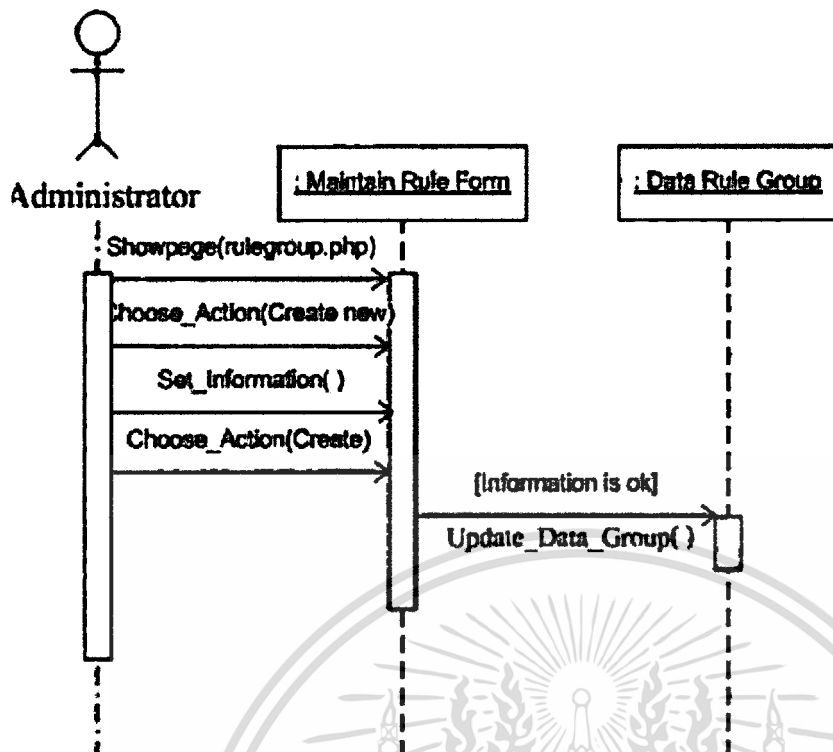 Administrator
: Maintain Rule Form
: Data Rule Group
Showpage(rulegroup.php)
Choose_Action(Create new)
Set_Information( )
Choose_Action(Create)
[Information is ok]
Update_Data_Group( )